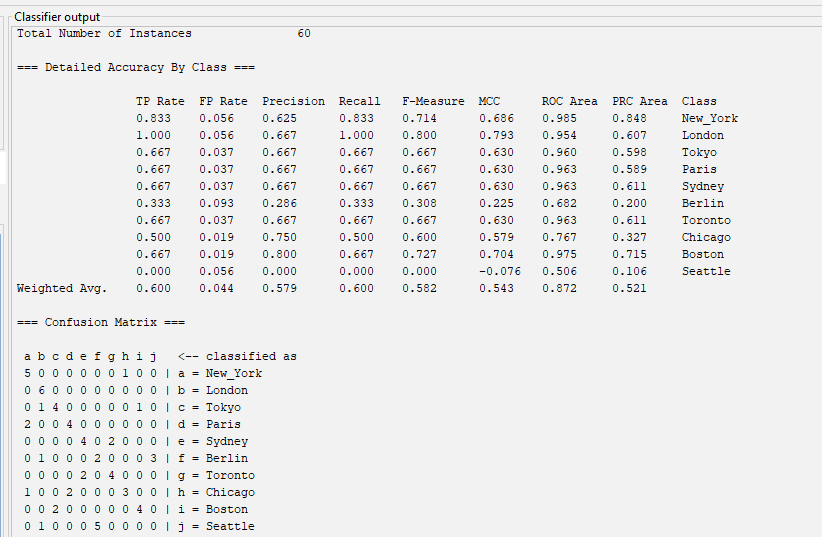 Classifier output
Total Number of Instances 60
=== Detailed Accuracy By Class ===
TP Rate FP Rate Precision Recall F-Measure MCC ROC Area PRC Area Class
0.833 0.056 0.625 0.833 0.714 0.686 0.985 0.848 New_York
1.000 0.056 0.667 1.000 0.800 0.793 0.954 0.607 London
0.667 0.037 0.667 0.667 0.667 0.630 0.960 0.598 Tokyo
0.667 0.037 0.667 0.667 0.667 0.630 0.963 0.589 Paris
0.667 0.037 0.667 0.667 0.667 0.630 0.963 0.611 Sydney
0.333 0.093 0.286 0.333 0.308 0.225 0.682 0.200 Berlin
0.667 0.037 0.667 0.667 0.667 0.630 0.963 0.611 Toronto
0.500 0.019 0.750 0.500 0.600 0.579 0.767 0.327 Chicago
0.667 0.019 0.800 0.667 0.727 0.704 0.975 0.715 Boston
0.000 0.056 0.000 0.000 0.000 -0.076 0.506 0.106 Seattle
Weighted Avg. 0.600 0.044 0.579 0.600 0.582 0.543 0.872 0.521
=== Confusion Matrix ===
a b c d e f g h i j <-- classified as
5 0 0 0 0 0 0 1 0 0 | a = New_York
0 6 0 0 0 0 0 0 0 0 | b = London
0 1 4 0 0 0 0 0 1 0 | c = Tokyo
2 0 0 4 0 0 0 0 0 0 | d = Paris
0 0 0 0 4 0 2 0 0 0 | e = Sydney
0 1 0 0 0 2 0 0 0 3 | f = Berlin
0 0 0 0 2 0 4 0 0 0 | g = Toronto
1 0 0 2 0 0 0 3 0 0 | h = Chicago
0 0 2 0 0 0 0 0 4 0 | i = Boston
0 1 0 0 0 5 0 0 0 0 | j = Seattle